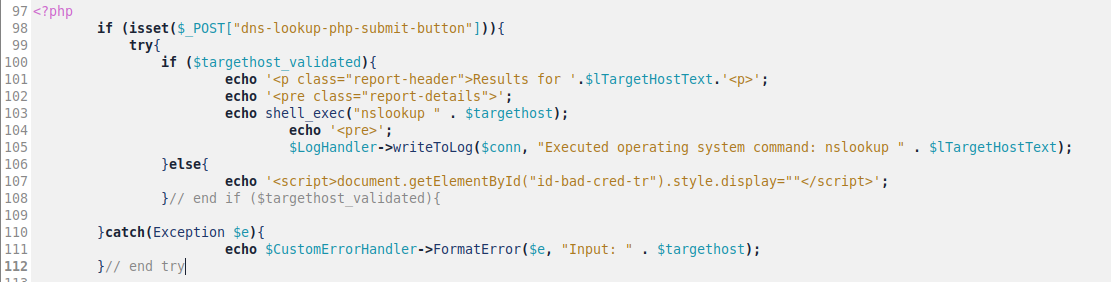 97 <?php
98 if (isset($_POST["dns-lookup-php-submit-button"])){
99 try{
100 if ($targethost_validated){
101 echo '<p class="report-header">Results for '.$lTargetHostText.'<p>';
102 echo '<pre class="report-details">';
103 echo shell_exec("nslookup " . $targethost);
104 echo '<pre>';
105 $LogHandler->writeToLog($conn, "Executed operating system command: nslookup " . $lTargetHostText);
106 }else{
107 echo '<script>document.getElementById("id-bad-cred-tr").style.display=""</script>';
108 }// end if ($targethost_validated){
109
110 }catch(Exception $e){
111 echo $CustomErrorHandler->FormatError($e, "Input: " . $targethost);
112 }// end try